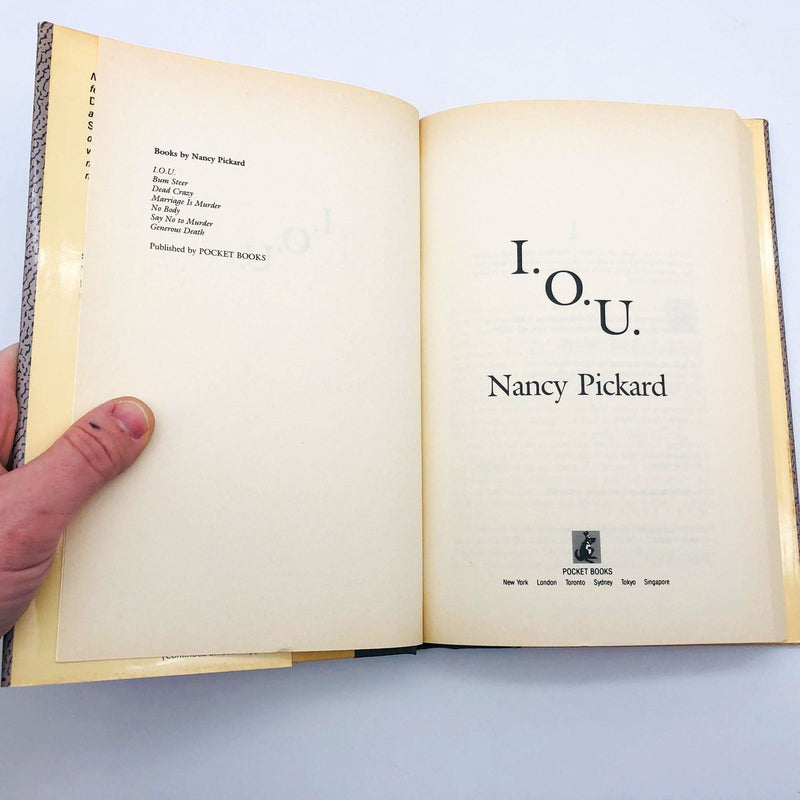 Books by Nancy Pickard
I.O.U.
Bum Steer
Dead Crazy
Marriage Is Murder
No Body
Say No to Murder
Generous Death
Published by POCKET BOOKS
I.
O.
U.
Nancy Pickard
POCKET BOOKS
New York London Toronto Sydney Tokyo Singapore